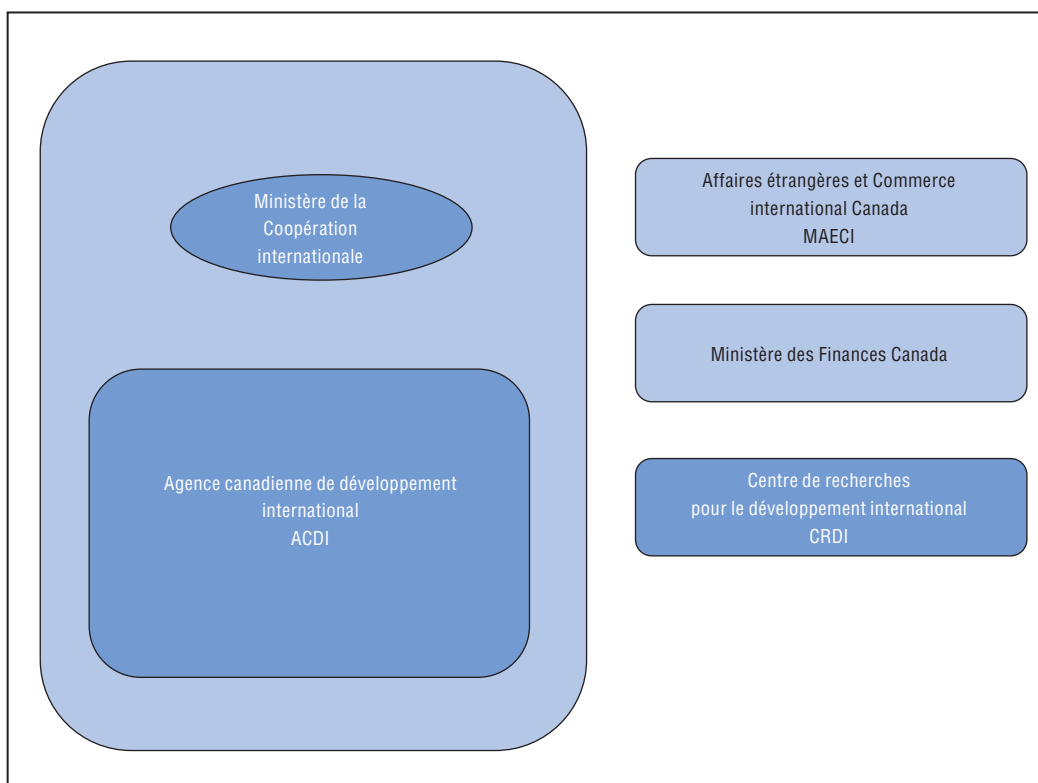 Ministère de la
Coopération
internationale
Agence canadienne de développement
international
ACDI
Affaires étrangères et Commerce
international Canada
MAECI
Ministère des Finances Canada
Centre de recherches
pour le développement international
CRDI